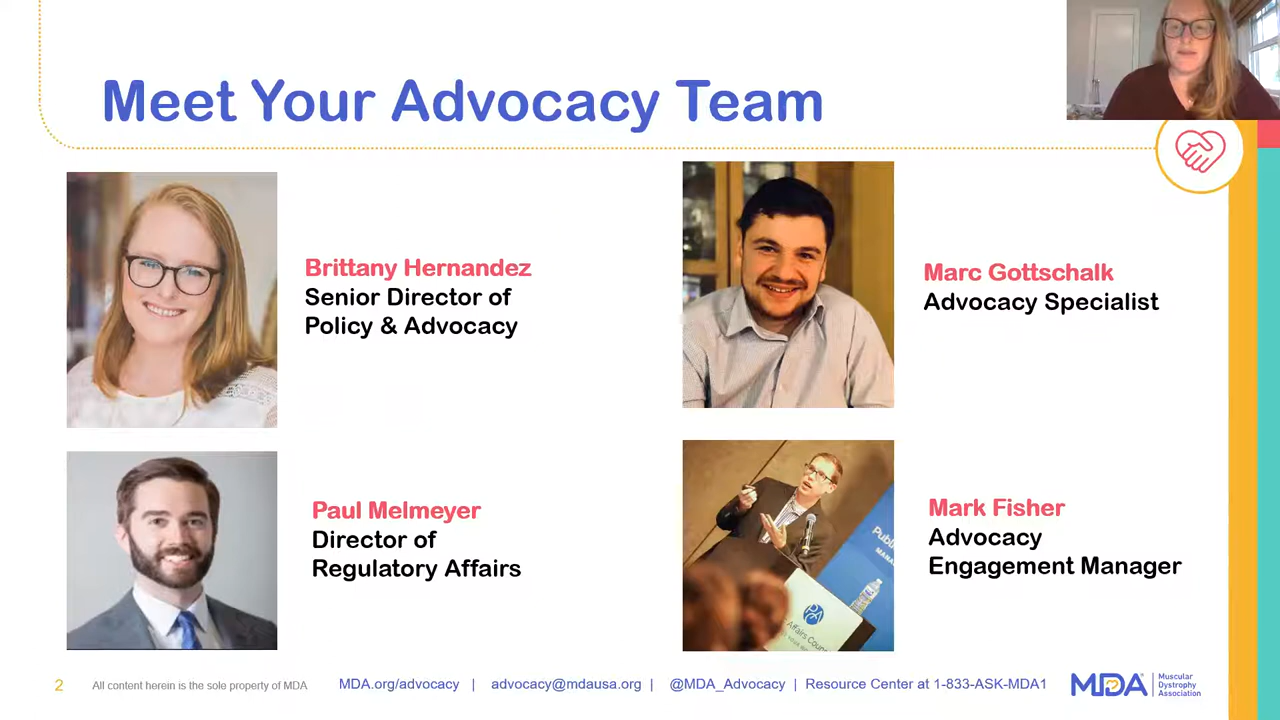 Meet Your Advocacy Team
Brittany Hernandez
Senior Director of
Policy & Advocacy
Marc Gottschalk
Advocacy Specialist
Paul Melmeyer
Director of
Regulatory Affairs
Mark Fisher
Advocacy
Engagement Manager
Affairs Coun
2
All content herein is the sole property of MDA
MDA.org/advocacy | advocacy@mdausa.org | @MDA_Advocacy | Resource Center at 1-833-ASK-MDA1
MDA
Muscular
Dystrophy
Association